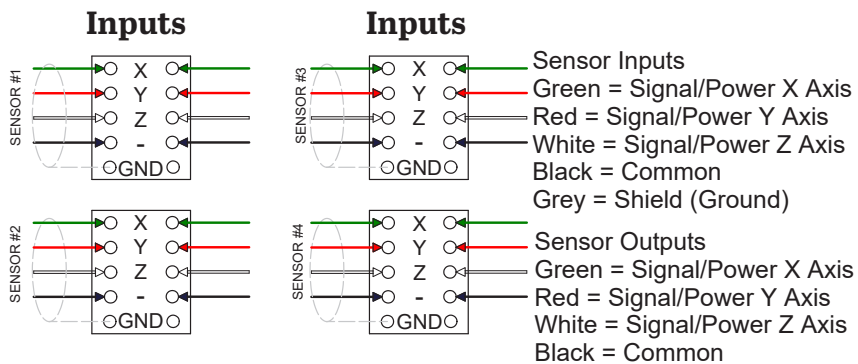 Inputs
Inputs
SENSOR #1
X
Y
Z
-
GND
SENSOR #3
X
Y
Z
-
GND
Sensor Inputs
Green = Signal/Power X Axis
Red = Signal/Power Y Axis
White = Signal/Power Z Axis
Black = Common
Grey = Shield (Ground)
SENSOR #2
X
Y
Z
-
GND
SENSOR #4
X
Y
Z
-
GND
Sensor Outputs
Green = Signal/Power X Axis
Red = Signal/Power Y Axis
White = Signal/Power Z Axis
Black = Common